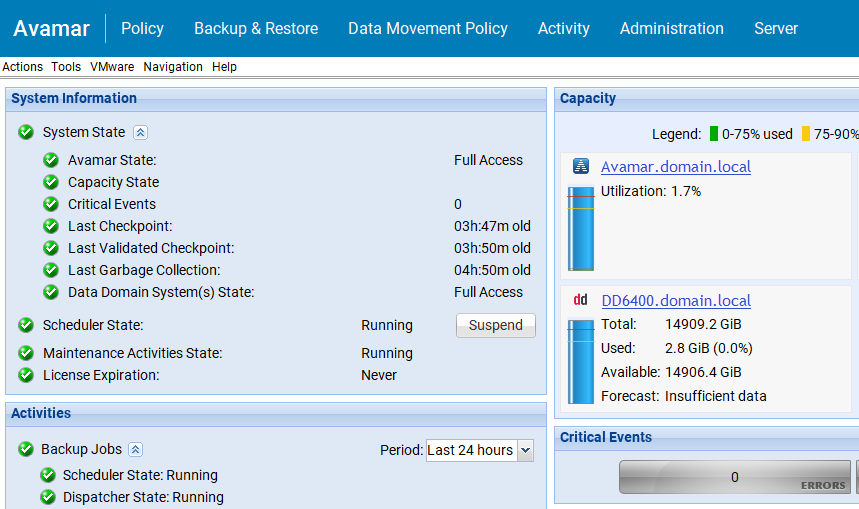 Avamar Policy Backup & Restore Data Movement Policy Activity Administration Server
Actions Tools VMware Navigation Help
System Information
System State
Avamar State: Full Access
Capacity State
Critical Events 0
Last Checkpoint: 03h:47m old
Last Validated Checkpoint: 03h:50m old
Last Garbage Collection: 04h:50m old
Data Domain System(s) State: Full Access
Scheduler State: Running Suspend
Maintenance Activities State: Running
License Expiration: Never
Activities
Backup Jobs Period: Last 24 hours
Scheduler State: Running
Dispatcher State: Running
Capacity
Legend: 0-75% used 75-90%
Avamar.domain.local
Utilization: 1.7%
dd DD6400.domain.local
Total: 14909.2 GiB
Used: 2.8 GiB (0.0%)
Available: 14906.4 GiB
Forecast: Insufficient data
Critical Events
0 ERRORS